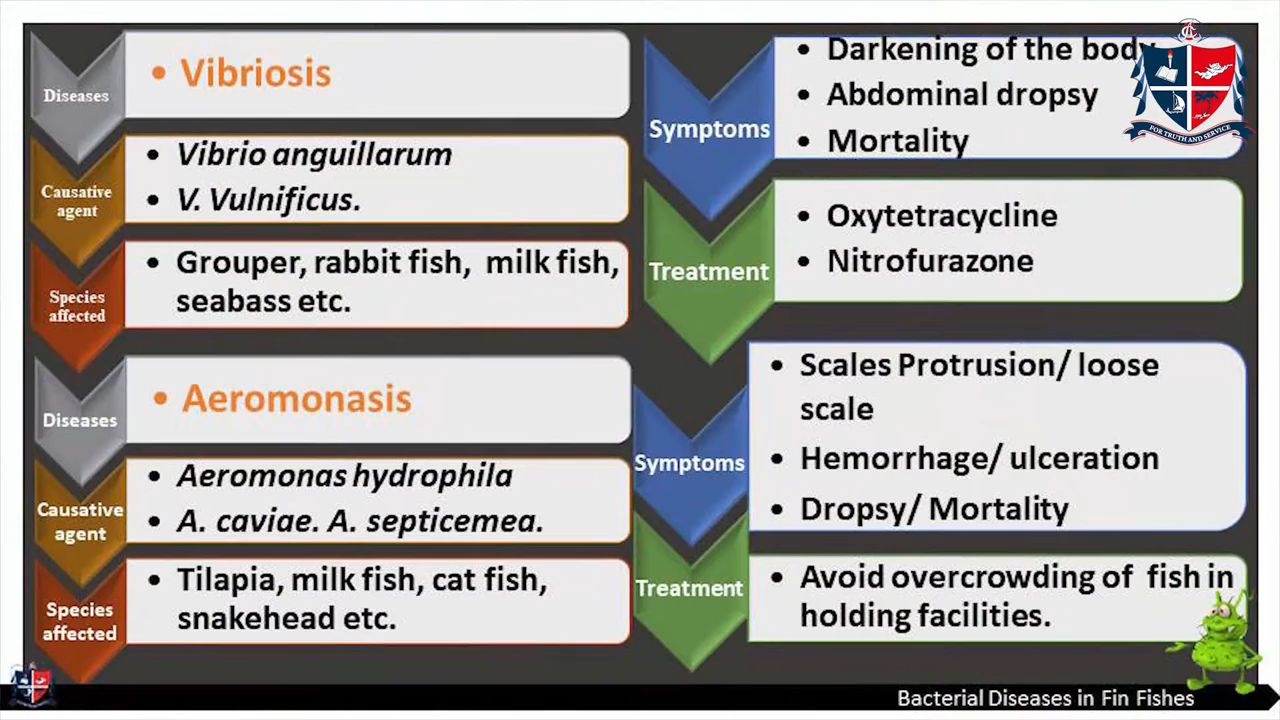 Diseases
• Vibriosis
Causative
agent
• Vibrio anguillarum
• V. Vulnificus.
Species
affected
• Grouper, rabbit fish, milk fish,
seabass etc.
Symptoms
• Darkening of the body
• Abdominal dropsy
• Mortality
Treatment
• Oxytetracycline
• Nitrofurazone
Diseases
• Aeromonasis
Causative
agent
• Aeromonas hydrophila
• A. caviae. A. septicemea.
Species
affected
• Tilapia, milk fish, cat fish,
snakehead etc.
Symptoms
• Scales Protrusion/ loose
scale
• Hemorrhage/ ulceration
• Dropsy/ Mortality
Treatment
• Avoid overcrowding of fish in
holding facilities.
FOR TRUTH AND SERVICE
Bacterial Diseases in Fin Fishes